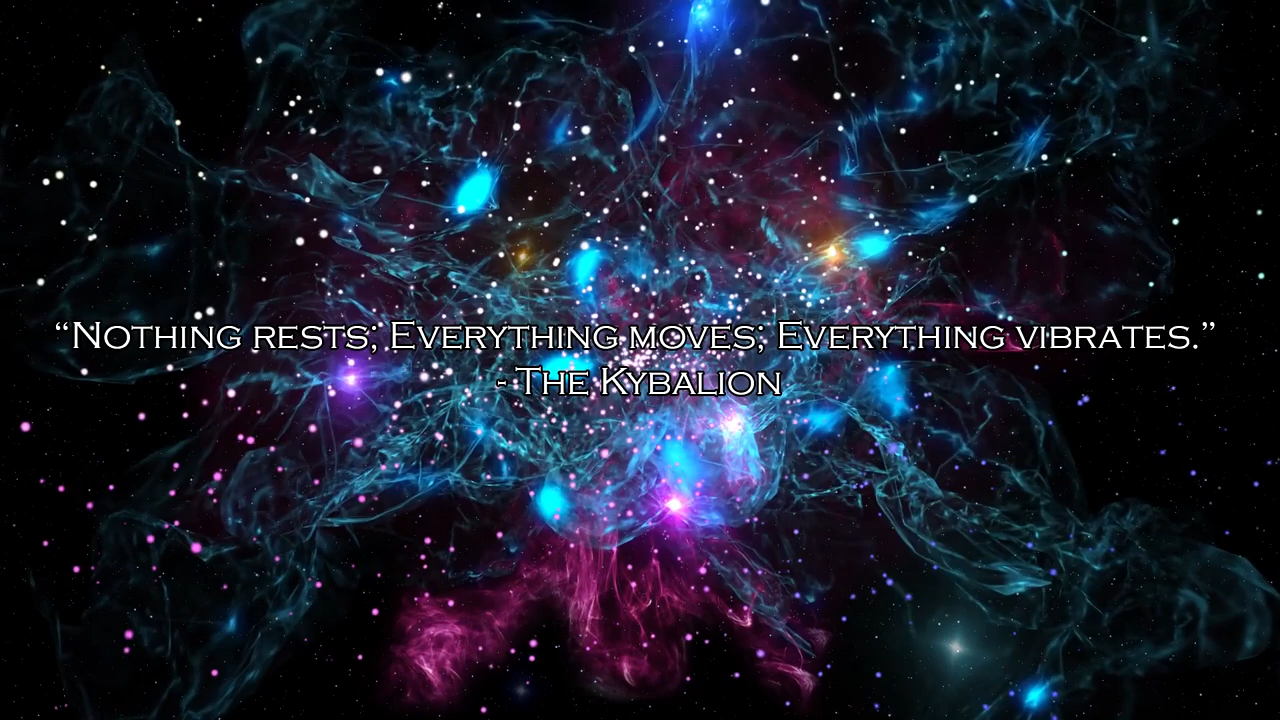 “Nothing rests; Everything moves; Everything vibrates.”
- The Kybalion